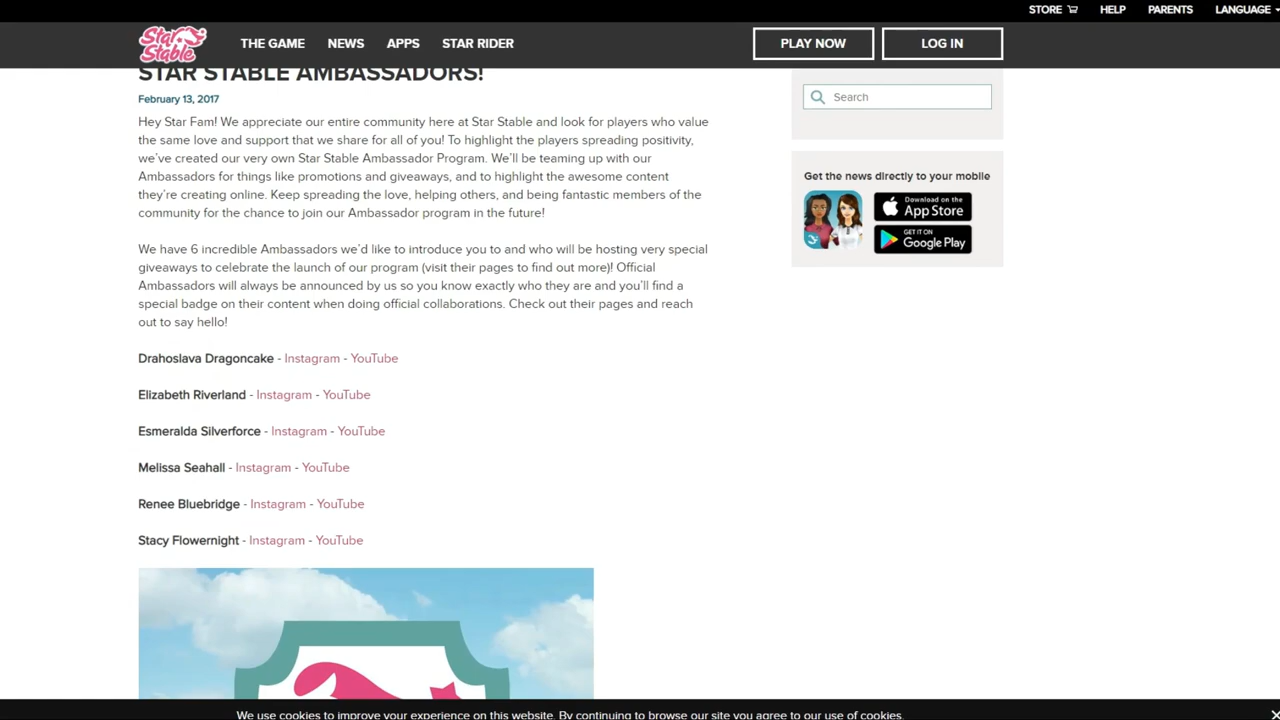 STORE HELP PARENTS LANGUAGE
Star Stable THE GAME NEWS APPS STAR RIDER PLAY NOW LOG IN
STAR STABLE AMBASSADORS!
February 13, 2017
Hey Star Fam! We appreciate our entire community here at Star Stable and look for players who value
the same love and support that we share for all of you! To highlight the players spreading positivity,
we've created our very own Star Stable Ambassador Program. We'll be teaming up with our
Ambassadors for things like promotions and giveaways, and to highlight the awesome content
they're creating online. Keep spreading the love, helping others, and being fantastic members of the
community for the chance to join our Ambassador program in the future!
We have 6 incredible Ambassadors we'd like to introduce you to and who will be hosting very special
giveaways to celebrate the launch of our program (visit their pages to find out more)! Official
Ambassadors will always be announced by us so you know exactly who they are and you'll find a
special badge on their content when doing official collaborations. Check out their pages and reach
out to say hello!
Drahoslava Dragoncake - Instagram - YouTube
Elizabeth Riverland - Instagram - YouTube
Esmeralda Silverforce - Instagram - YouTube
Melissa Seahall - Instagram - YouTube
Renee Bluebridge - Instagram - YouTube
Stacy Flowernight - Instagram - YouTube
Search
Get the news directly to your mobile
Download on the
App Store
GET IT ON
Google Play
We use cookies to improve your experience on this website. By continuing to browse our site you agree to our use of cookies.